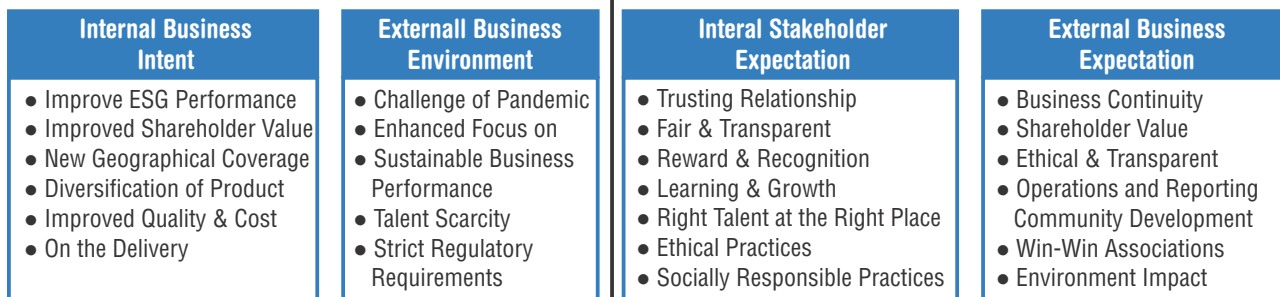 Internal Business
Intent
● Improve ESG Performance
● Improved Shareholder Value
● New Geographical Coverage
● Diversification of Product
● Improved Quality & Cost
● On the Delivery
Externall Business
Environment
● Challenge of Pandemic
● Enhanced Focus on
● Sustainable Business
Performance
● Talent Scarcity
● Strict Regulatory
Requirements
Interal Stakeholder
Expectation
● Trusting Relationship
● Fair & Transparent
● Reward & Recognition
● Learning & Growth
● Right Talent at the Right Place
● Ethical Practices
● Socially Responsible Practices
External Business
Expectation
● Business Continuity
● Shareholder Value
● Ethical & Transparent
● Operations and Reporting
Community Development
● Win-Win Associations
● Environment Impact